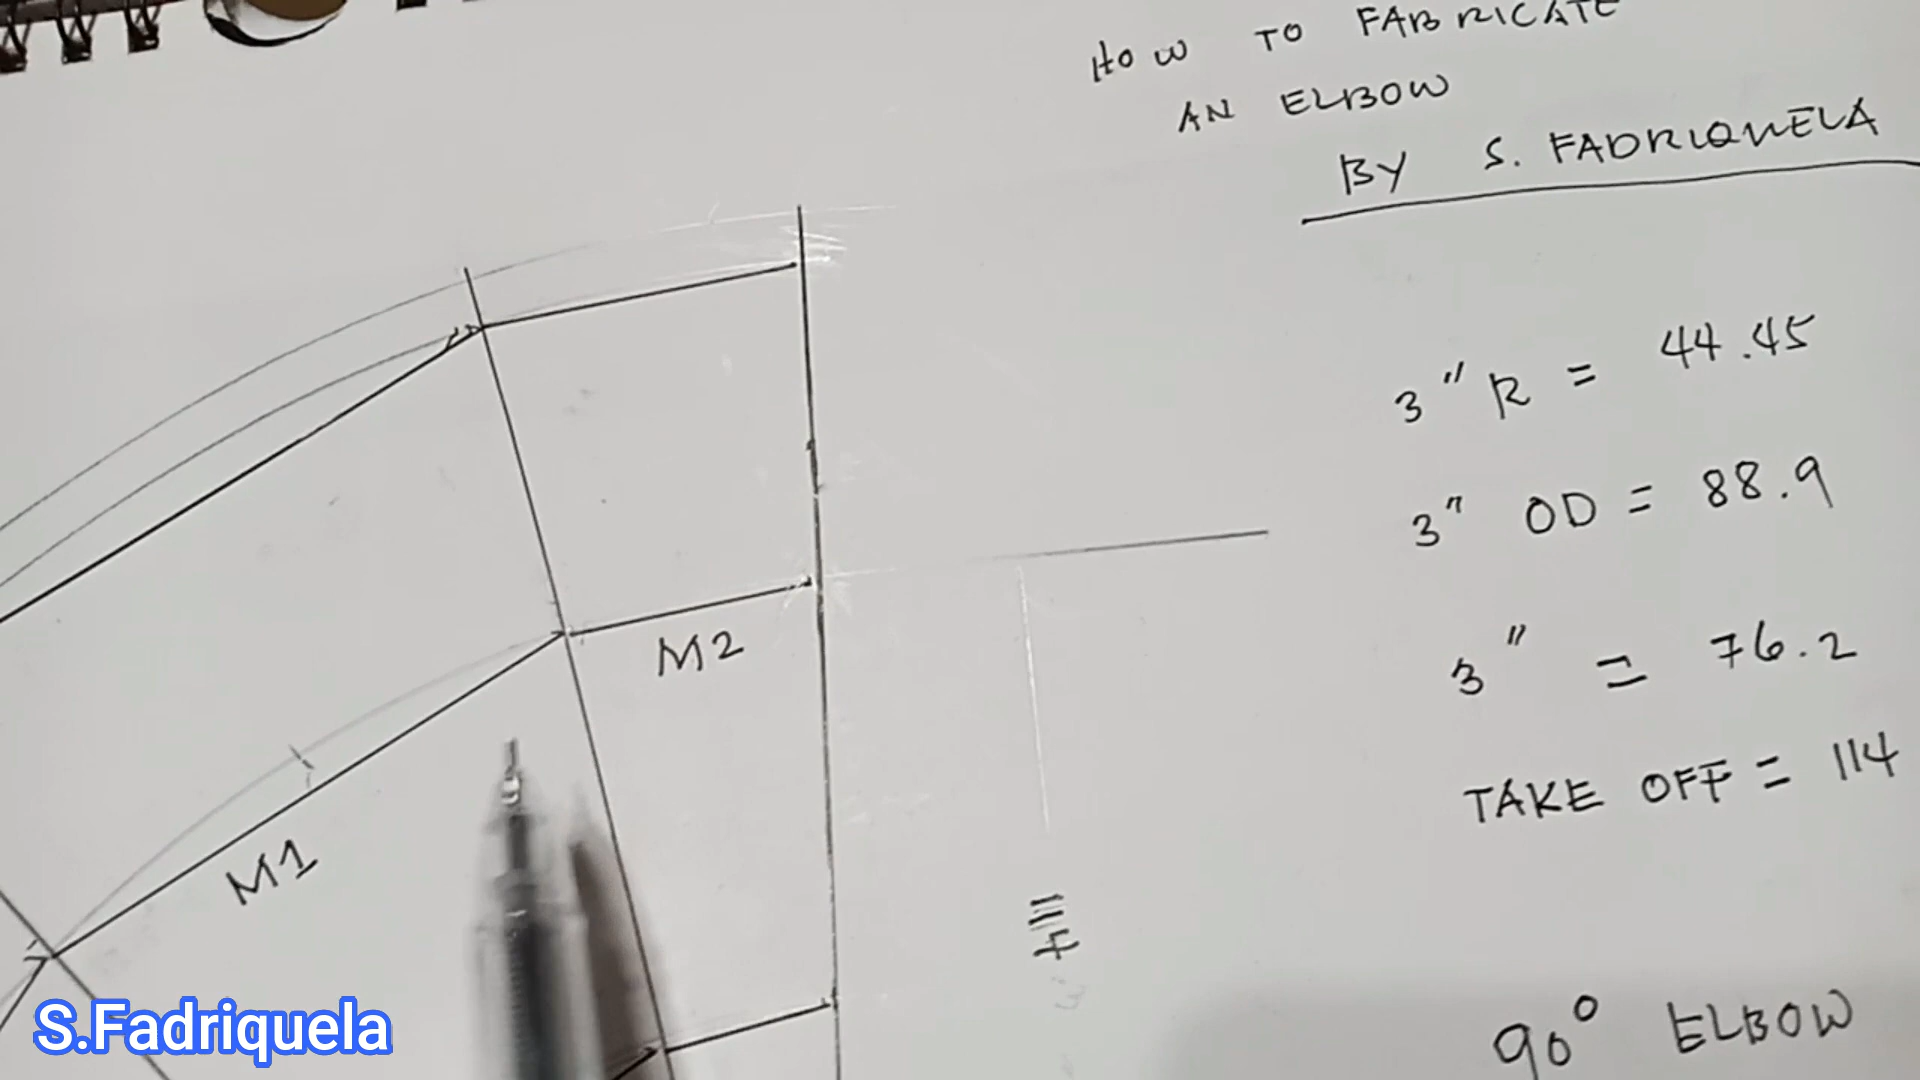 HOW TO FABRICATE
AN ELBOW
BY S. FADRIQUELA
3" R = 44.45
3" OD = 88.9
3" = 76.2
TAKE OFF = 114
90° ELBOW
M2
M1
114
S.Fadriquela